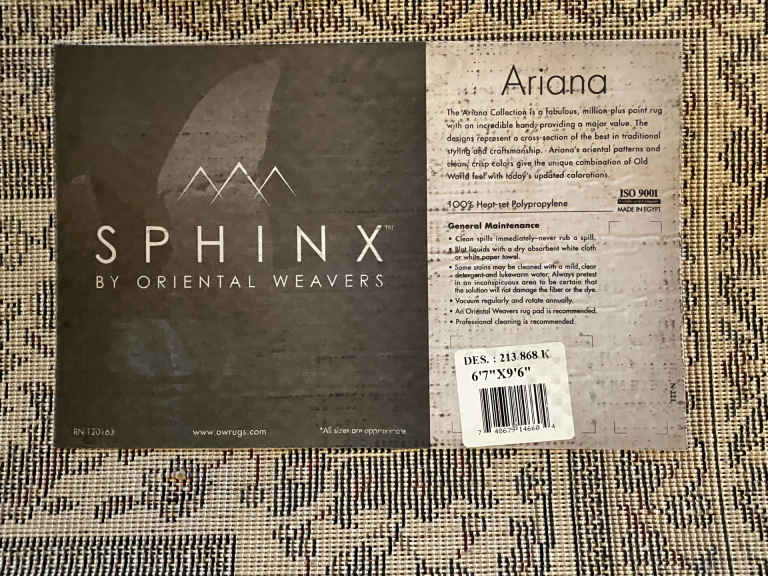 SPHINX™
BY ORIENTAL WEAVERS
RN 120163
www.owrugs.com
*All sizes are approximate
Ariana
The Ariana Collection is a fabulous, million-plus point rug
with an incredible hand, providing a major value. The
designs represent a cross-section of the best in traditional
styling and craftsmanship. Ariana's oriental patterns and
clean, crisp colors give the unique combination of Old
World feel with today's updated colorations.
100% Heat-set Polypropylene
ISO 9001
MADE IN EGYPT
General Maintenance
• Clean spills immediately–never rub a spill.
• Blot liquids with a dry absorbent white cloth
or white paper towel.
• Some stains may be cleaned with a mild, clear
detergent and lukewarm water. Always pretest
in an inconspicuous area to be certain that
the solution will not damage the fiber or the dye.
• Vacuum regularly and rotate annually.
• An Oriental Weavers rug pad is recommended.
• Professional cleaning is recommended.
DES. : 213 868 K
6'7"X9'6"
7 48679 14660 4